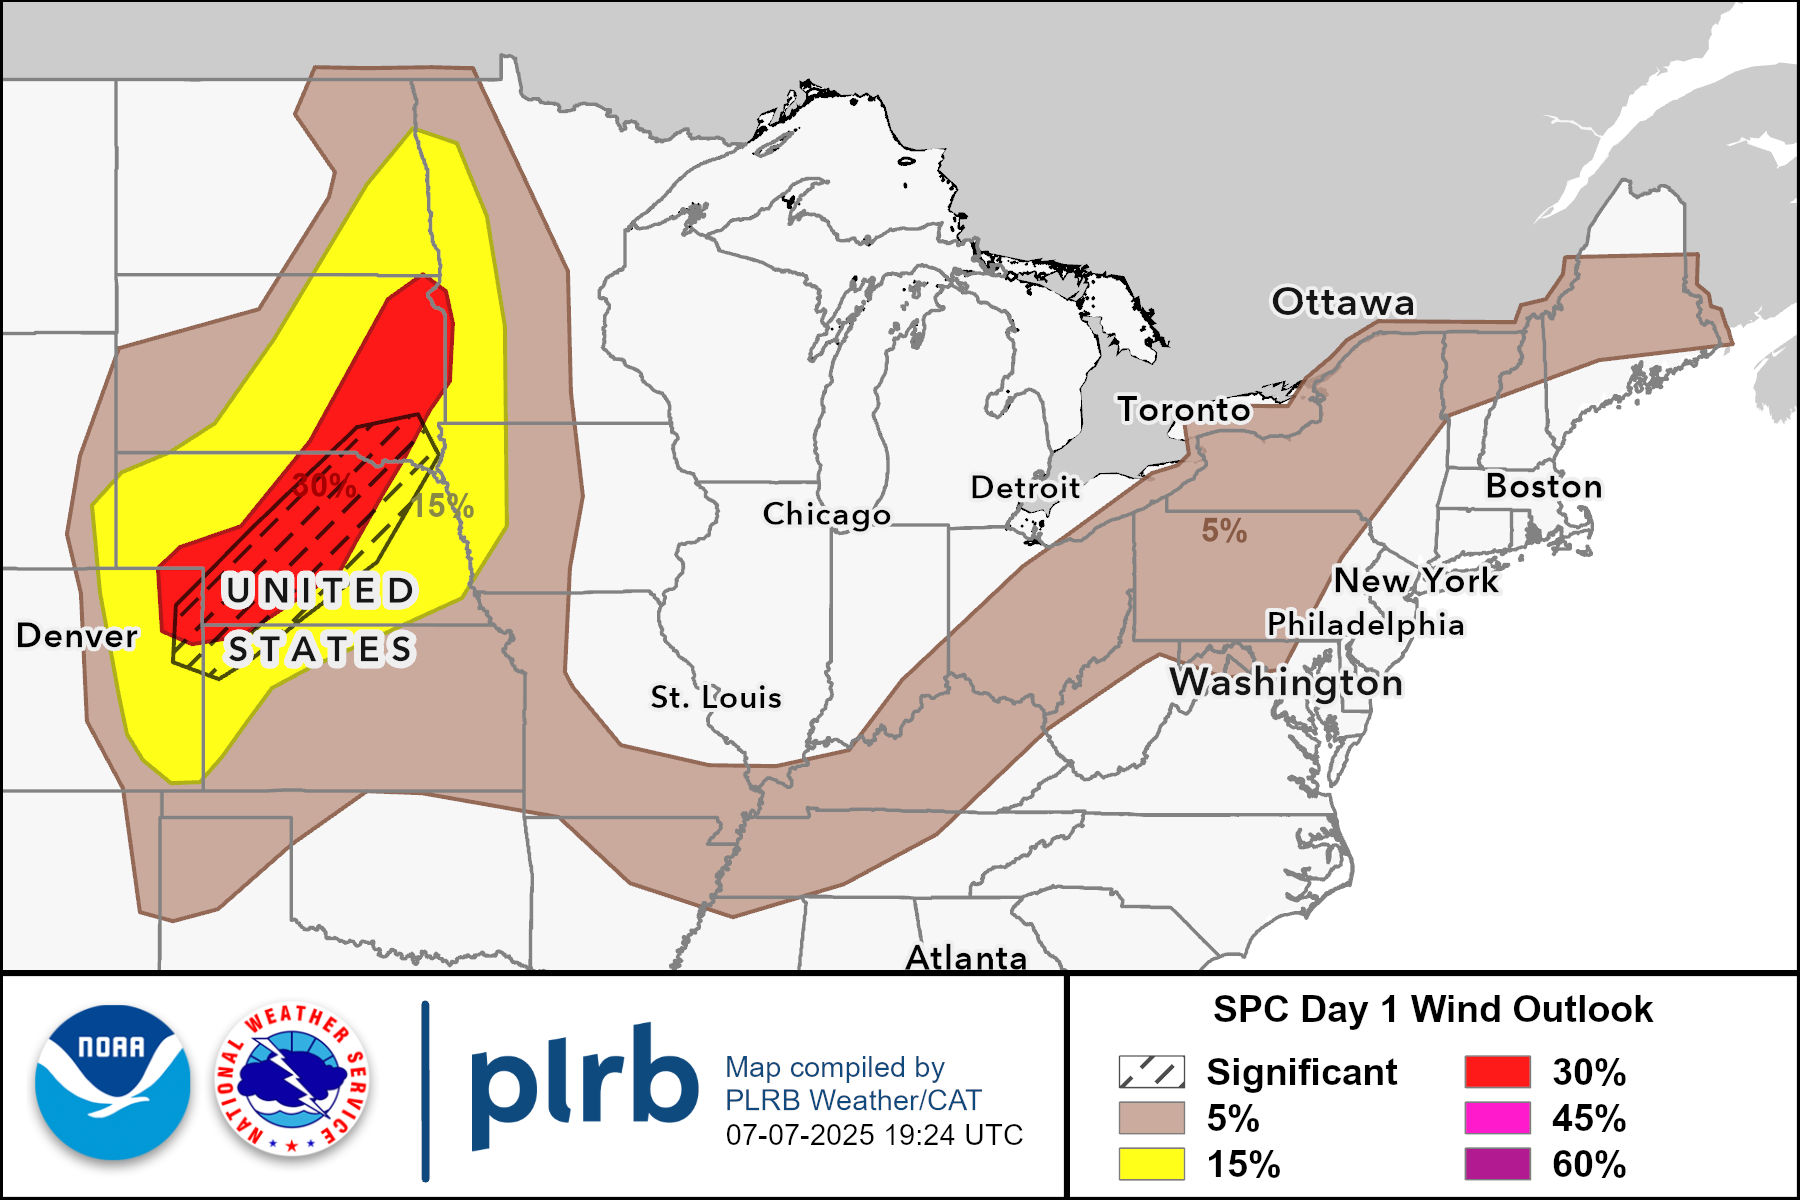 Ottawa
Toronto
Detroit
Boston
30%
15%
Chicago
5%
New York
UNITED
STATES
Denver
Philadelphia
Washington
St. Louis
Atlanta
NOAA
NATIONAL WEATHER SERVICE
plrb
Map compiled by
PLRB Weather/CAT
07-07-2025 19:24 UTC
SPC Day 1 Wind Outlook
Significant
5%
15%
30%
45%
60%